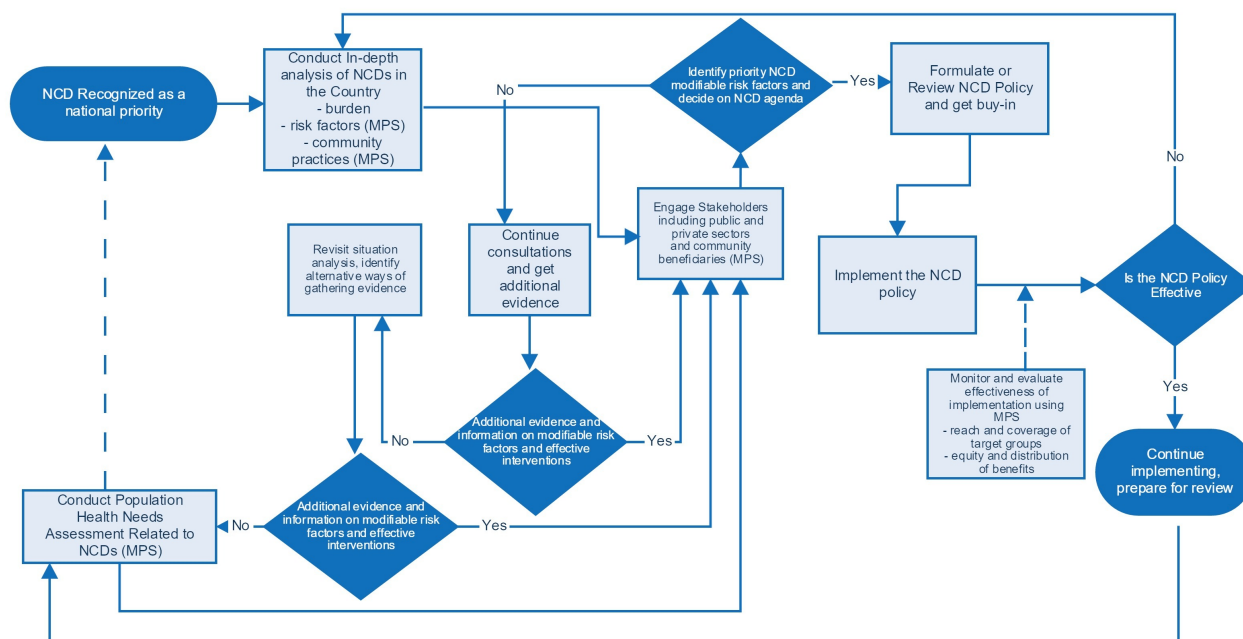 NCD Recognized as a
national priority
Conduct In-depth
analysis of NCDs in
the Country
- burden
- risk factors (MPS)
- community
practices (MPS)
No
Identify priority NCD
modifiable risk factors and
decide on NCD agenda
Yes
Formulate or
Review NCD Policy
and get buy-in
No
Revisit situation
analysis, identify
alternative ways of
gathering evidence
Continue
consultations
and get
additional
evidence
Engage Stakeholders
including public and
private sectors
and community
beneficiaries (MPS)
Implement the NCD
policy
Is the NCD Policy
Effective
Monitor and evaluate
effectiveness of
implementation using
MPS
- reach and coverage of
target groups
- equity and distribution
of benefits
Yes
Continue
implementing,
prepare for review
No
Additional evidence and
information on modifiable risk
factors and effective
interventions
Yes
Conduct Population
Health Needs
Assessment Related to
NCDs (MPS)
No
Additional evidence and
information on modifiable risk
factors and effective
interventions
Yes